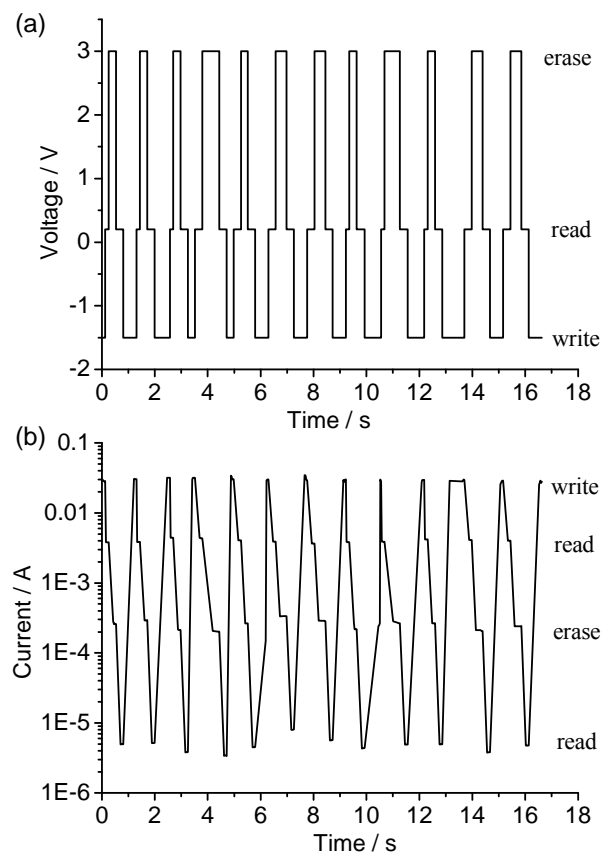 (a)
3
2
1
0
-1
-2
Voltage / V
erase
read
write
0 2 4 6 8 10 12 14 16 18
Time / s
(b)
0.1
0.01
1E-3
1E-4
1E-5
1E-6
Current / A
write
read
erase
read
0 2 4 6 8 10 12 14 16 18
Time / s